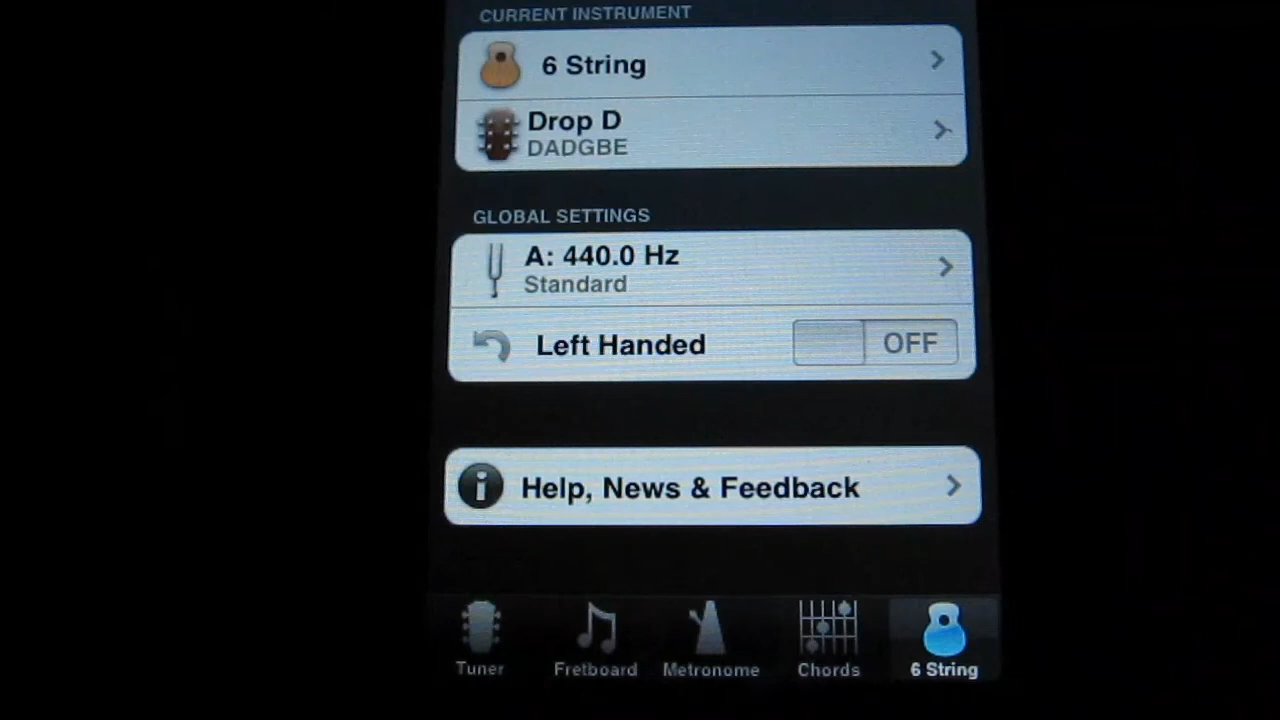 CURRENT INSTRUMENT
6 String
Drop D
DADGBE
GLOBAL SETTINGS
A: 440.0 Hz
Standard
Left Handed
OFF
Help, News & Feedback
Tuner
Fretboard
Metronome
Chords
6 String